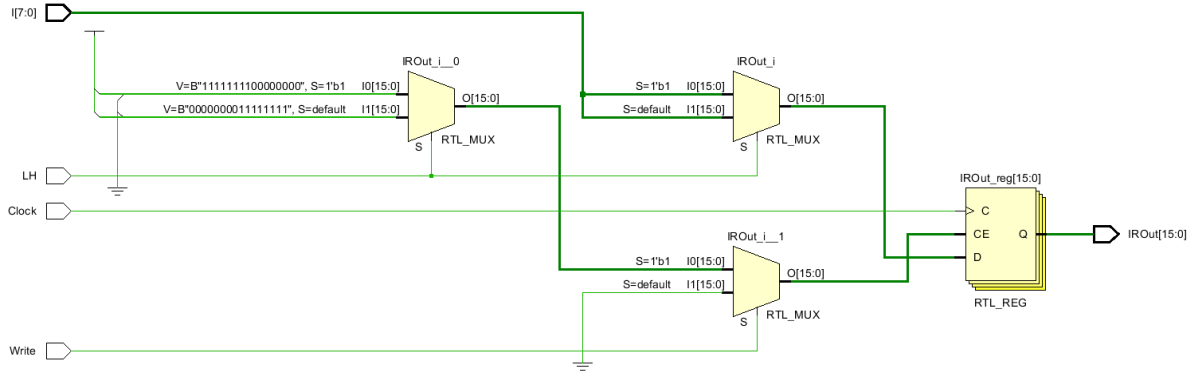 I[7:0]
IROut_i__0
IROut_i
V=B"1111111100000000", S=1'b1 I0[15:0]
V=B"0000000011111111", S=default I1[15:0]
O[15:0]
S
RTL_MUX
S=1'b1 I0[15:0]
S=default I1[15:0]
O[15:0]
S
RTL_MUX
LH
Clock
IROut_reg[15:0]
C
CE
D
Q
RTL_REG
IROut[15:0]
IROut_i__1
S=1'b1 I0[15:0]
S=default I1[15:0]
O[15:0]
S
RTL_MUX
Write